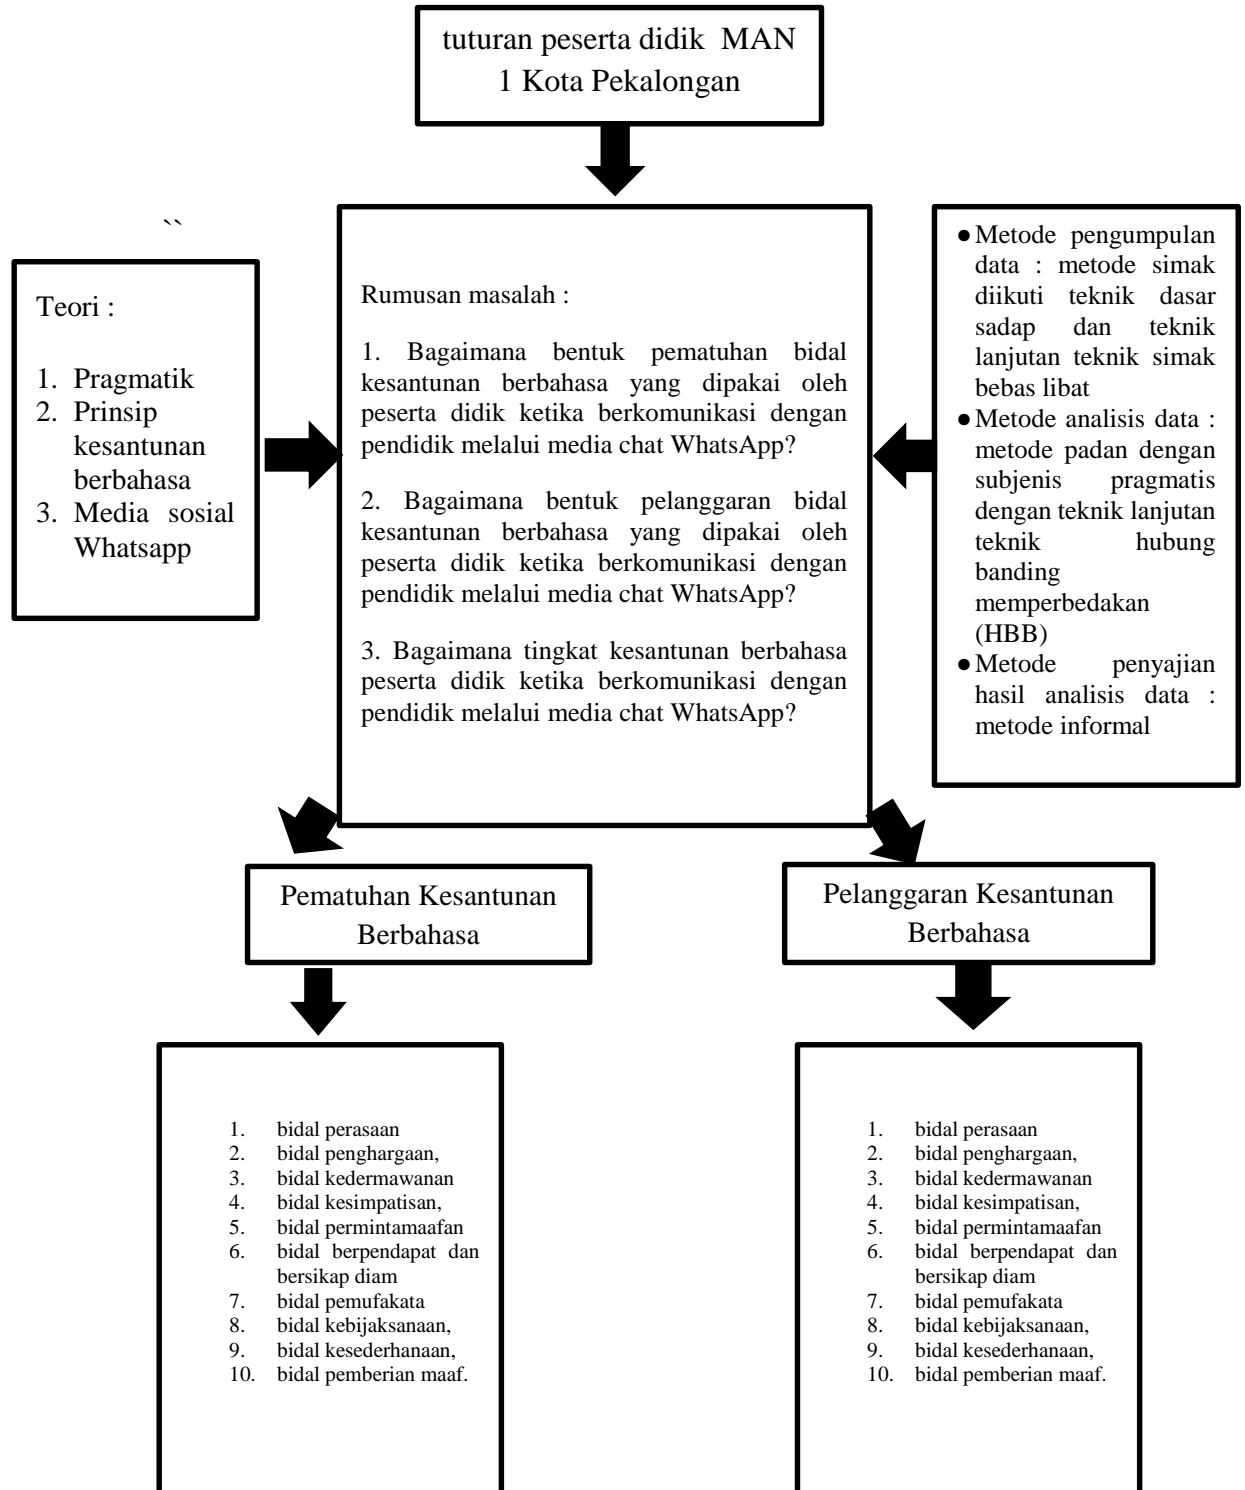 tuturan peserta didik MAN
1 Kota Pekalongan
``
Teori :
1. Pragmatik
2. Prinsip
kesantunan
berbahasa
3. Media sosial
Whatsapp
Rumusan masalah :
1. Bagaimana bentuk pematuhan bidal
kesantunan berbahasa yang dipakai oleh
peserta didik ketika berkomunikasi dengan
pendidik melalui media chat WhatsApp?
2. Bagaimana bentuk pelanggaran bidal
kesantunan berbahasa yang dipakai oleh
peserta didik ketika berkomunikasi dengan
pendidik melalui media chat WhatsApp?
3. Bagaimana tingkat kesantunan berbahasa
peserta didik ketika berkomunikasi dengan
pendidik melalui media chat WhatsApp?
● Metode pengumpulan
data : metode simak
diikuti teknik dasar
sadap dan teknik
lanjutan teknik simak
bebas libat
● Metode analisis data :
metode padan dengan
subjenis pragmatis
dengan teknik lanjutan
teknik hubung
banding
memperbedakan
(HBB)
● Metode penyajian
hasil analisis data :
metode informal
Pematuhan Kesantunan
Berbahasa
Pelanggaran Kesantunan
Berbahasa
1. bidal perasaan
2. bidal penghargaan,
3. bidal kedermawanan
4. bidal kesimpatisan,
5. bidal permintamaafan
6. bidal berpendapat dan
bersikap diam
7. bidal pemufakata
8. bidal kebijaksanaan,
9. bidal kesederhanaan,
10. bidal pemberian maaf.
1. bidal perasaan
2. bidal penghargaan,
3. bidal kedermawanan
4. bidal kesimpatisan,
5. bidal permintamaafan
6. bidal berpendapat dan
bersikap diam
7. bidal pemufakata
8. bidal kebijaksanaan,
9. bidal kesederhanaan,
10. bidal pemberian maaf.